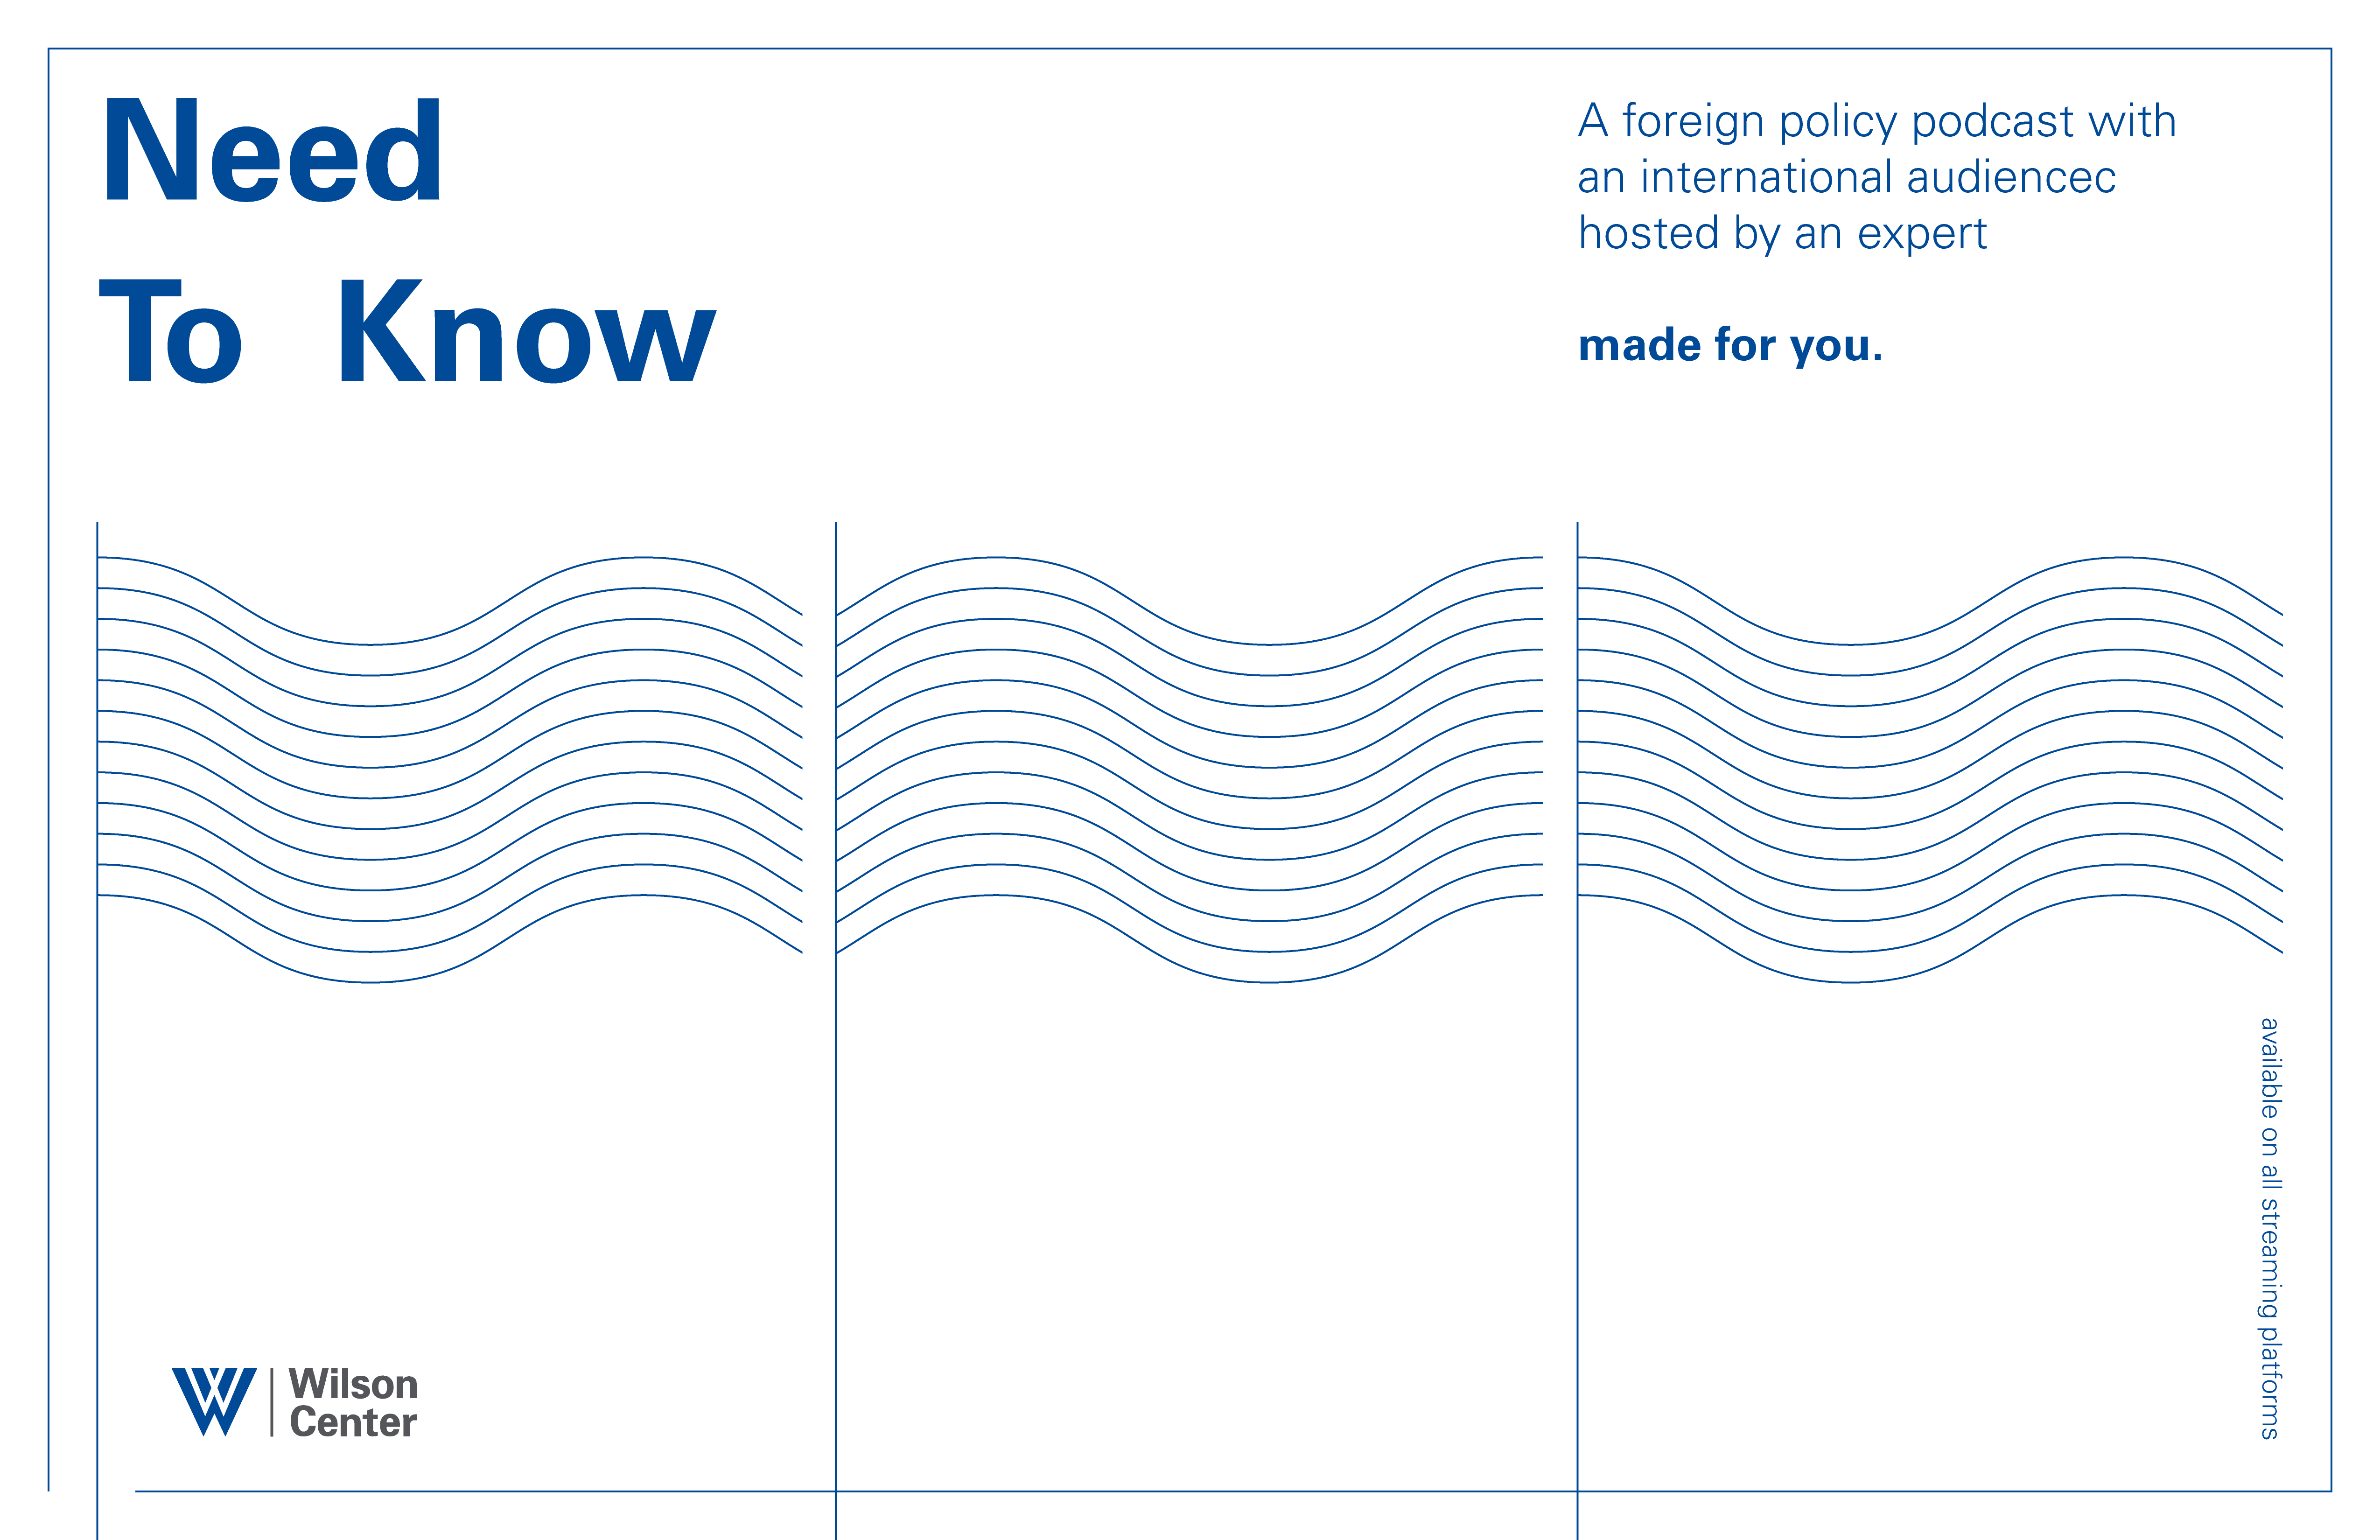 Need
To Know
A foreign policy podcast with
an international audiencec
hosted by an expert
made for you.
available on all streaming platforms
Wilson
Center